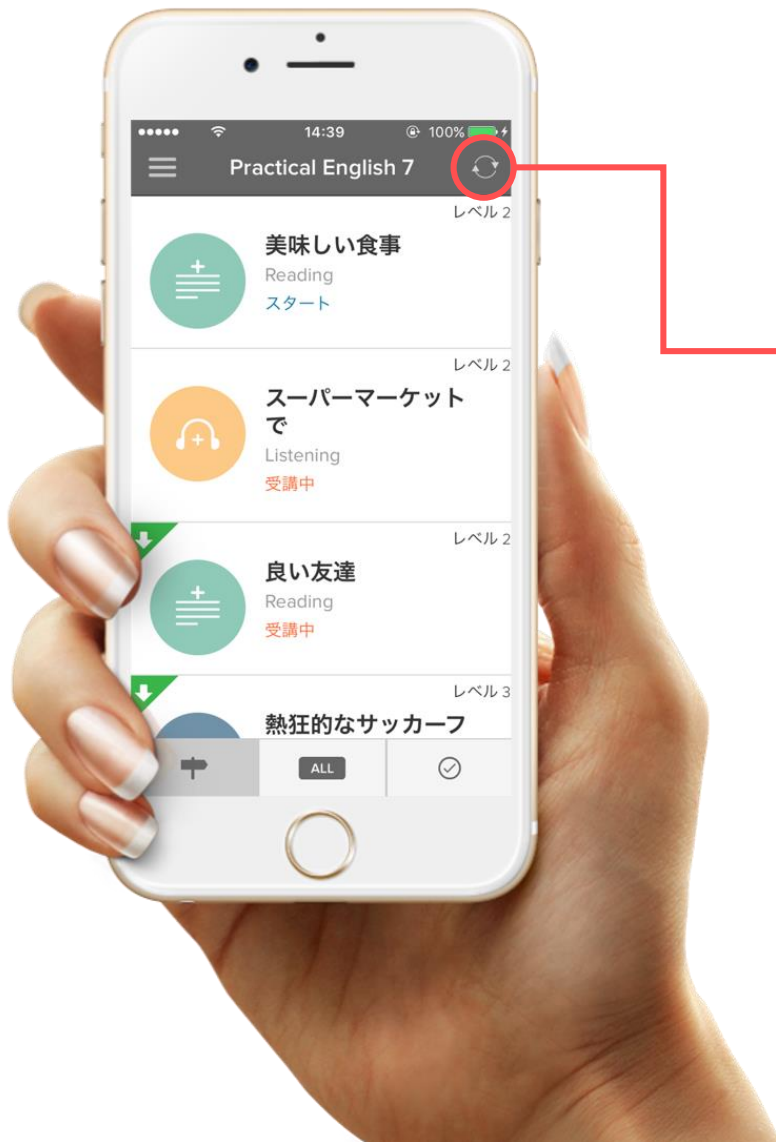 14:39 100%
Practical English 7
レベル 2
美味しい食事
Reading
スタート
レベル 2
スーパーマーケット
で
Listening
受講中
レベル 2
良い友達
Reading
受講中
レベル 3
熱狂的なサッカーフ
ALL